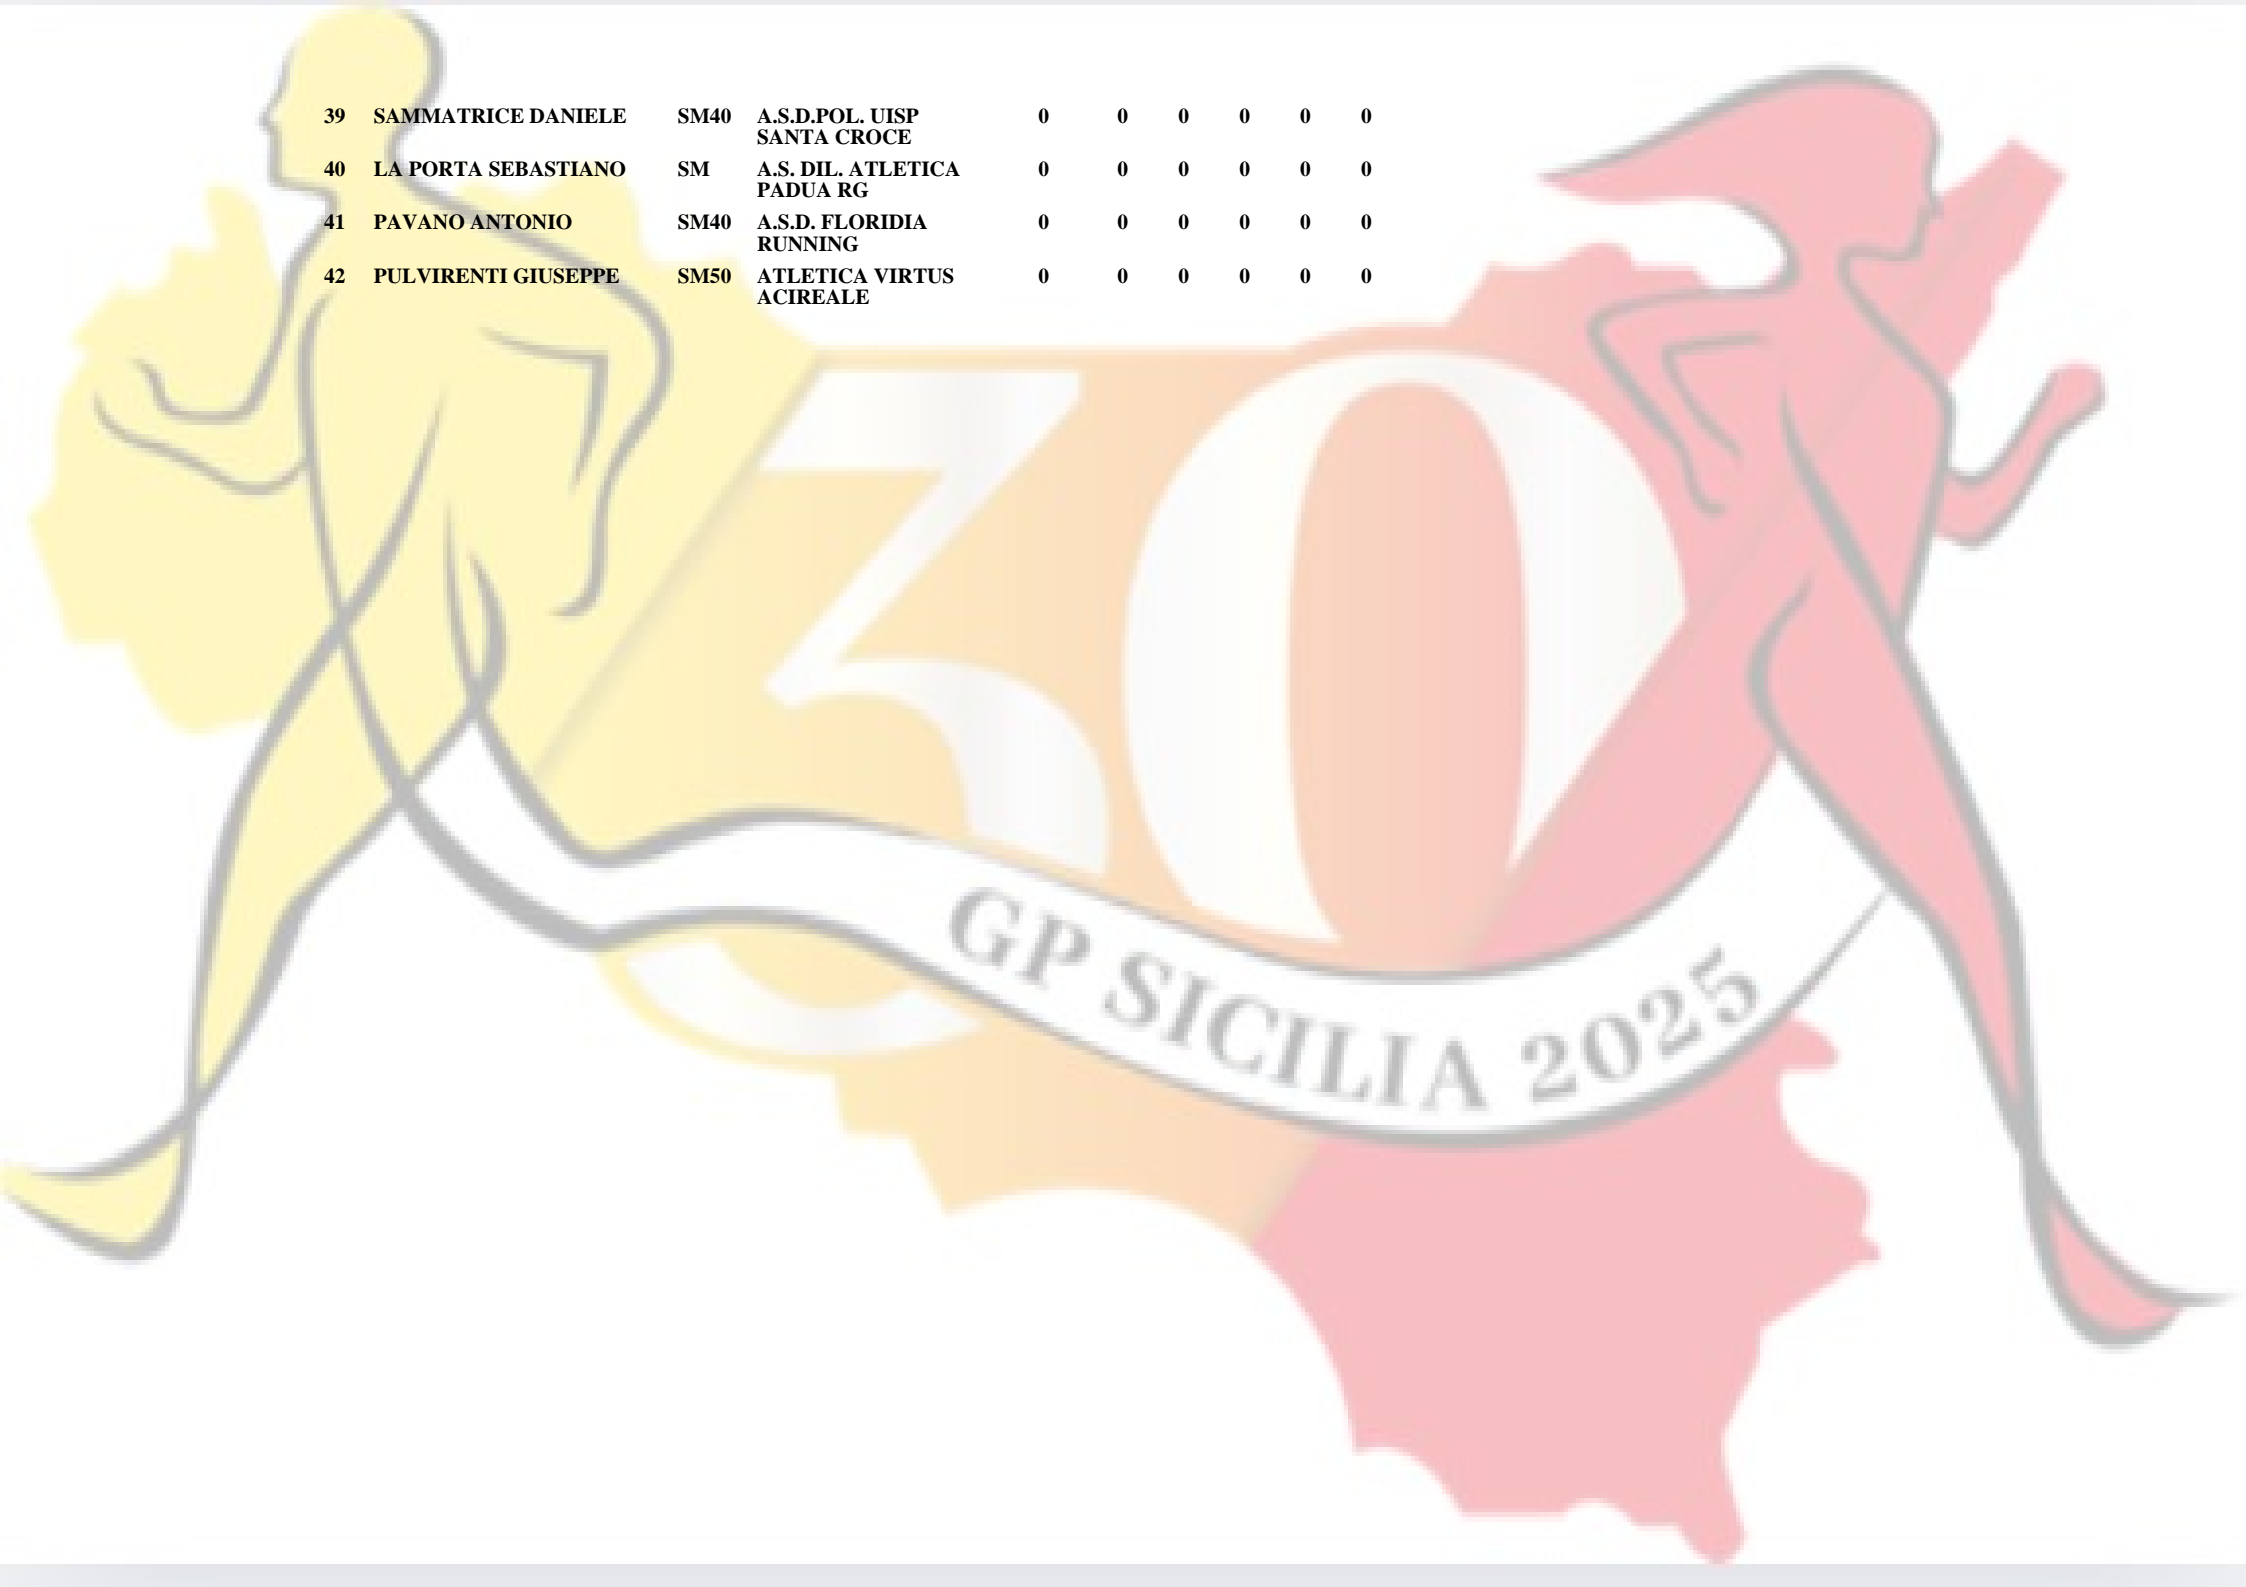 39 SAMMATRICE DANIELE SM40 A.S.D.POL. UISP 0 0 0 0 0 0
SANTA CROCE
40 LA PORTA SEBASTIANO SM A.S. DIL. ATLETICA 0 0 0 0 0 0
PADUA RG
41 PAVANO ANTONIO SM40 A.S.D. FLORIDIA 0 0 0 0 0 0
RUNNING
42 PULVIRENTI GIUSEPPE SM50 ATLETICA VIRTUS 0 0 0 0 0 0
ACIREALE
30
GP SICILIA 2025